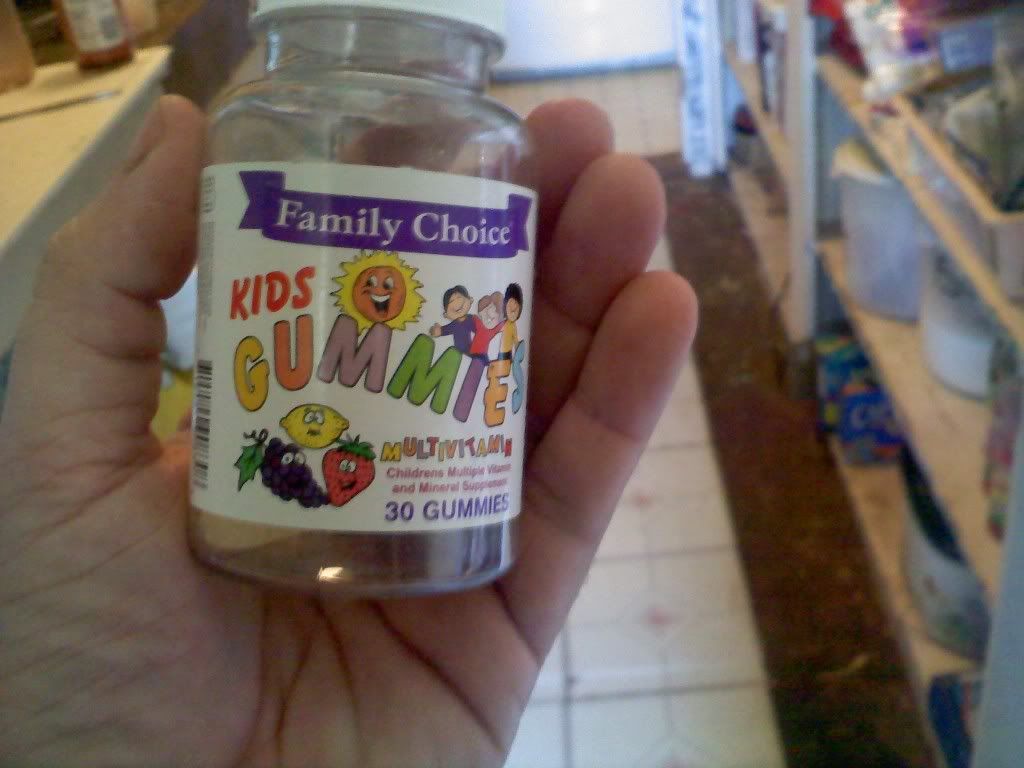 Family Choice
KIDS
GUMMIES
MULTIVITAMIN
Childrens Multiple Vitamin
and Mineral Supplement
30 GUMMIES